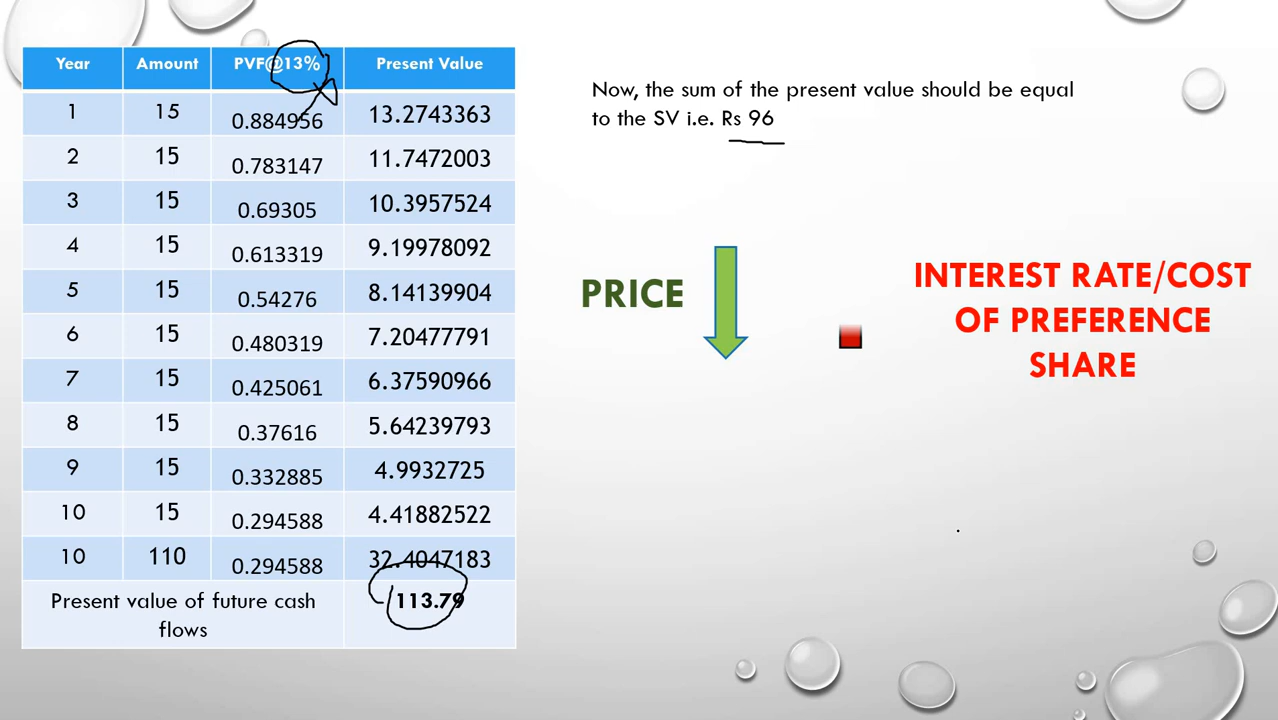 Year Amount PVF@13% Present Value
1 15 0.884956 13.2743363
2 15 0.783147 11.7472003
3 15 0.69305 10.3957524
4 15 0.613319 9.19978092
5 15 0.54276 8.14139904
6 15 0.480319 7.20477791
7 15 0.425061 6.37590966
8 15 0.37616 5.64239793
9 15 0.332885 4.9932725
10 15 0.294588 4.41882522
10 110 0.294588 32.4047183
Present value of future cash
flows
113.79
Now, the sum of the present value should be equal
to the SV i.e. Rs 96
PRICE
INTEREST RATE/COST
OF PREFERENCE
SHARE